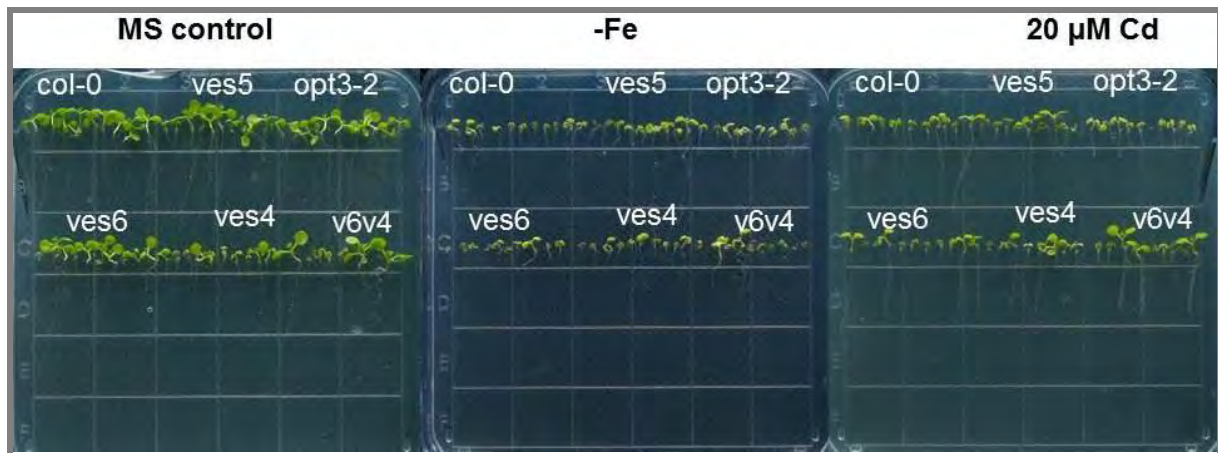 MS control -Fe 20 µM Cd
col-0 ves5 opt3-2 col-0 ves5 opt3-2 col-0 ves5 opt3-2
ves6 ves4 v6v4 ves6 ves4 v6v4 ves6 ves4 v6v4
C
D
E